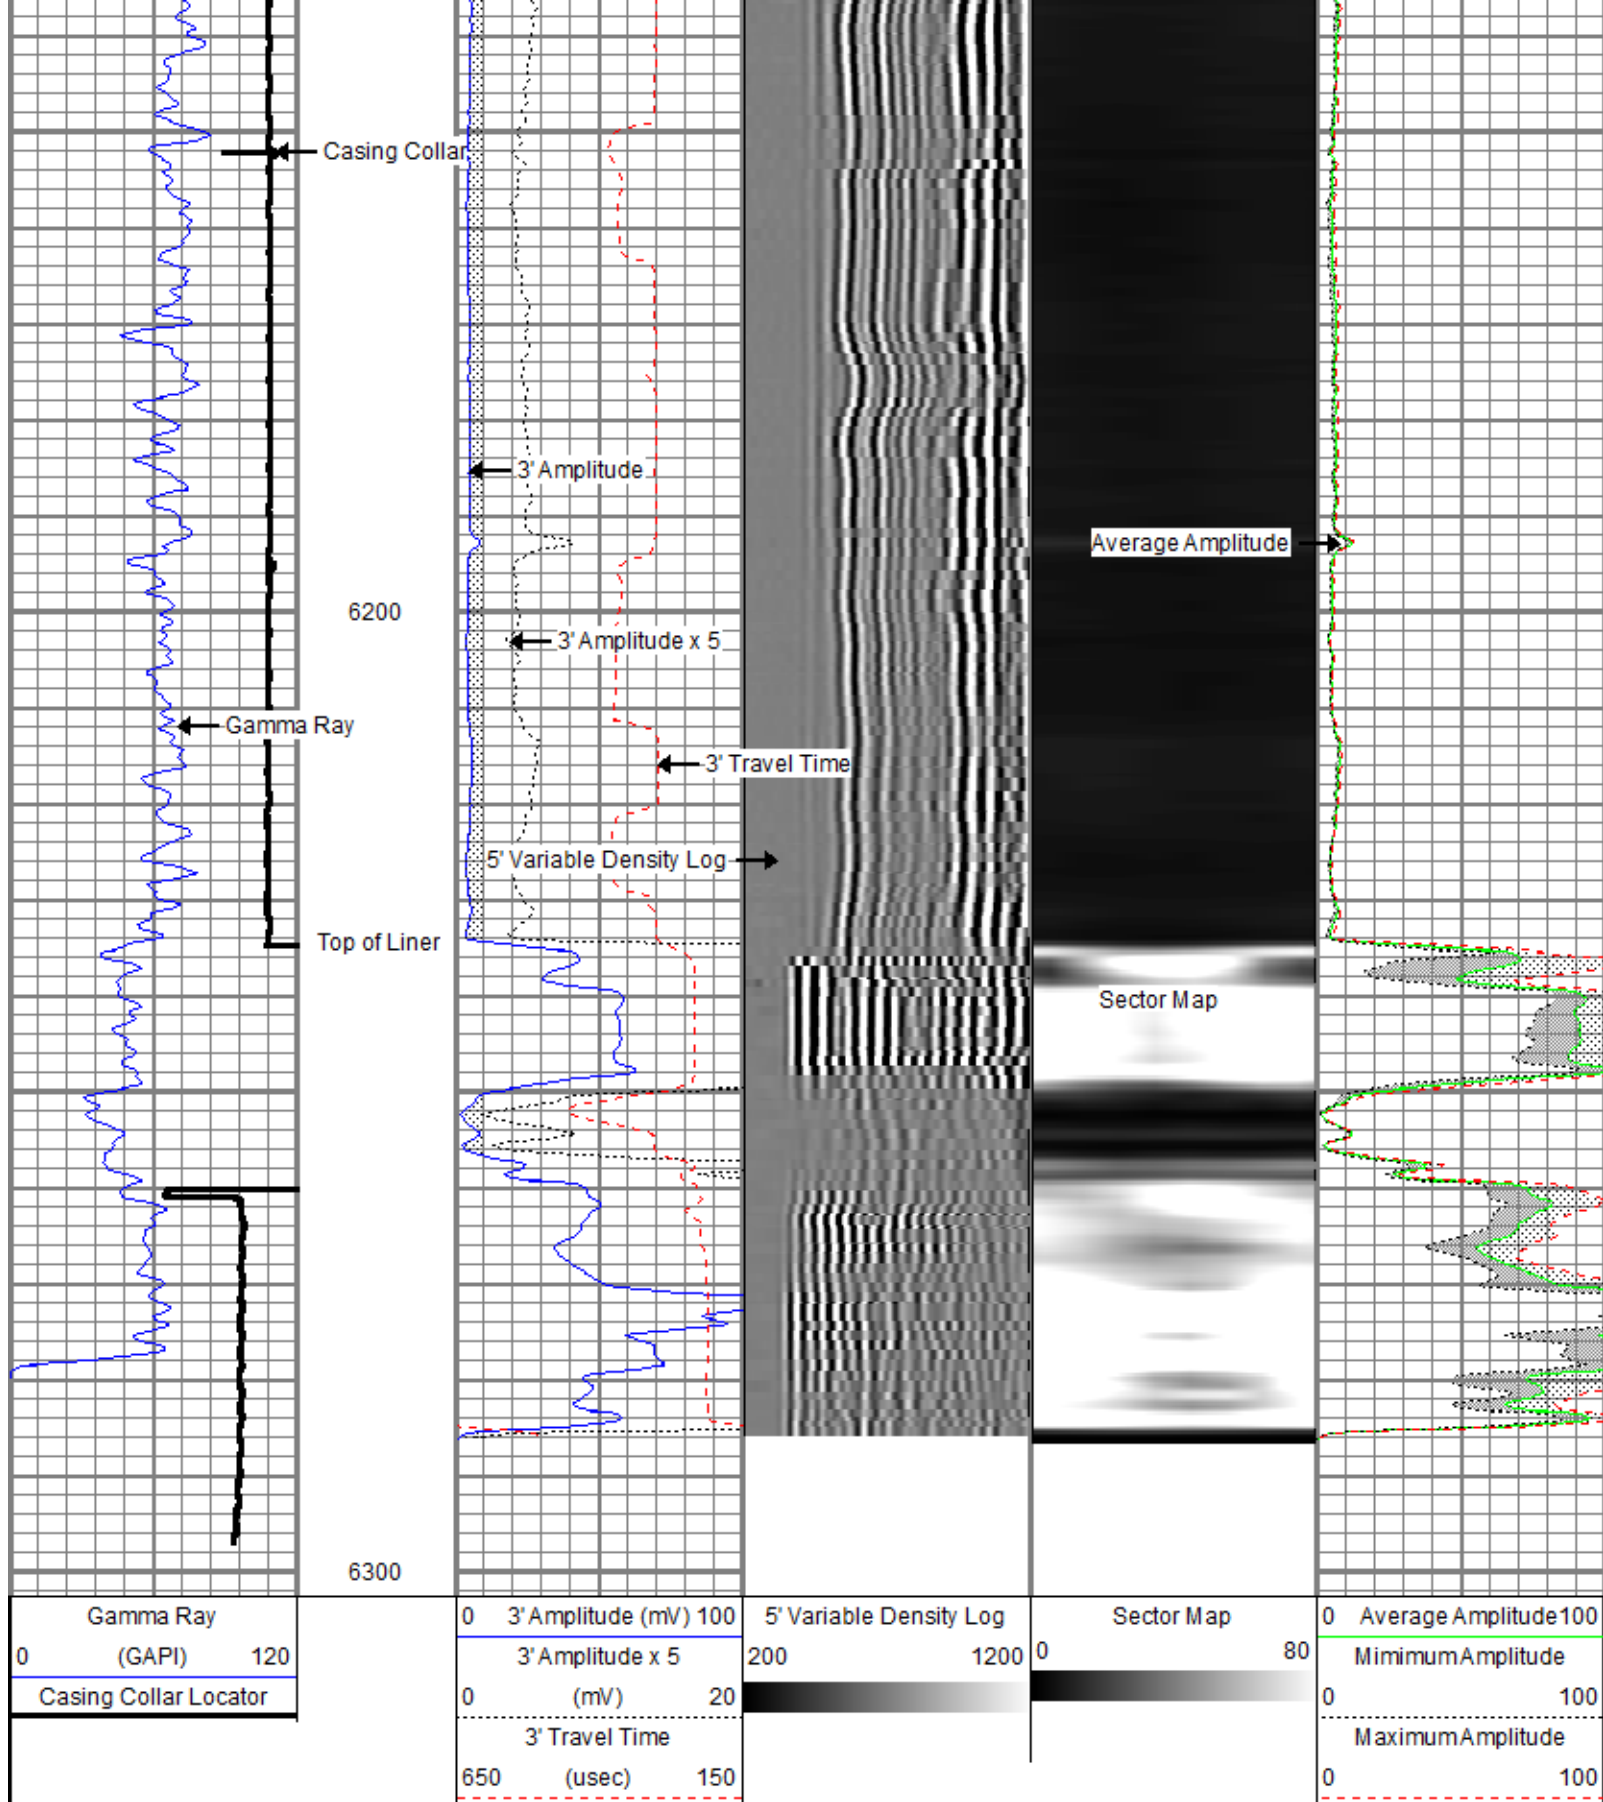 Casing Collar
3' Amplitude
Average Amplitude
6200
3' Amplitude x 5
Gamma Ray
3' Travel Time
5' Variable Density Log
Top of Liner
Sector Map
6300
Gamma Ray
0 (GAPI) 120
Casing Collar Locator
0 3' Amplitude (mV) 100
3' Amplitude x 5
0 (mV) 20
3' Travel Time
650 (usec) 150
5' Variable Density Log
200 1200
Sector Map
0 80
0 Average Amplitude 100
Mimimum Amplitude
0 100
Maximum Amplitude
0 100